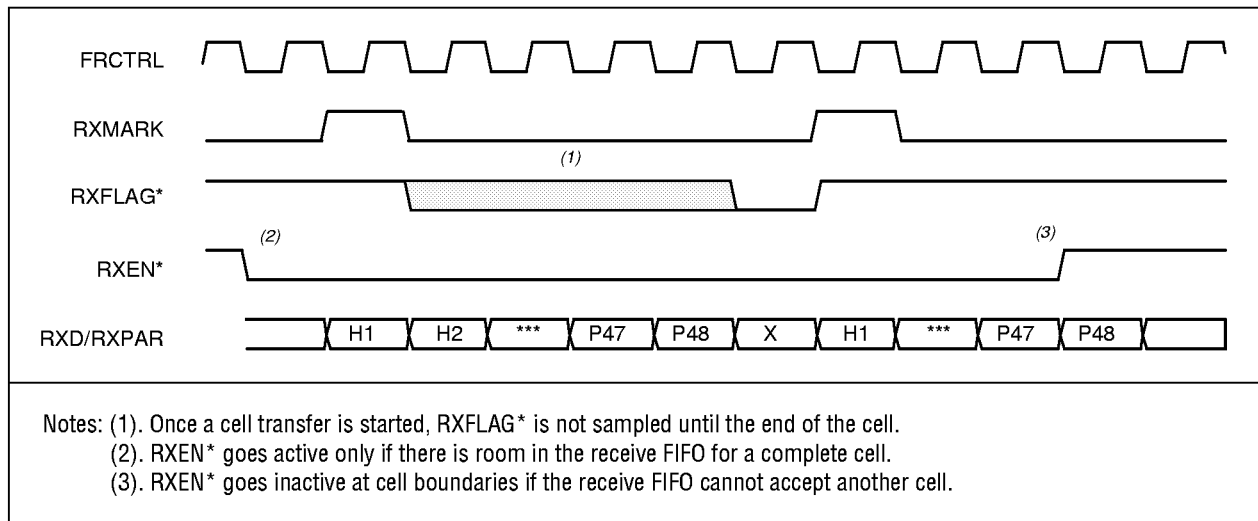 FRCTRL
RXMARK
(1)
RXFLAG*
(2)
(3)
RXEN*
RXD/RXPAR H1 H2 *** P47 P48 X H1 *** P47 P48
Notes: (1). Once a cell transfer is started, RXFLAG* is not sampled until the end of the cell.
(2). RXEN* goes active only if there is room in the receive FIFO for a complete cell.
(3). RXEN* goes inactive at cell boundaries if the receive FIFO cannot accept another cell.